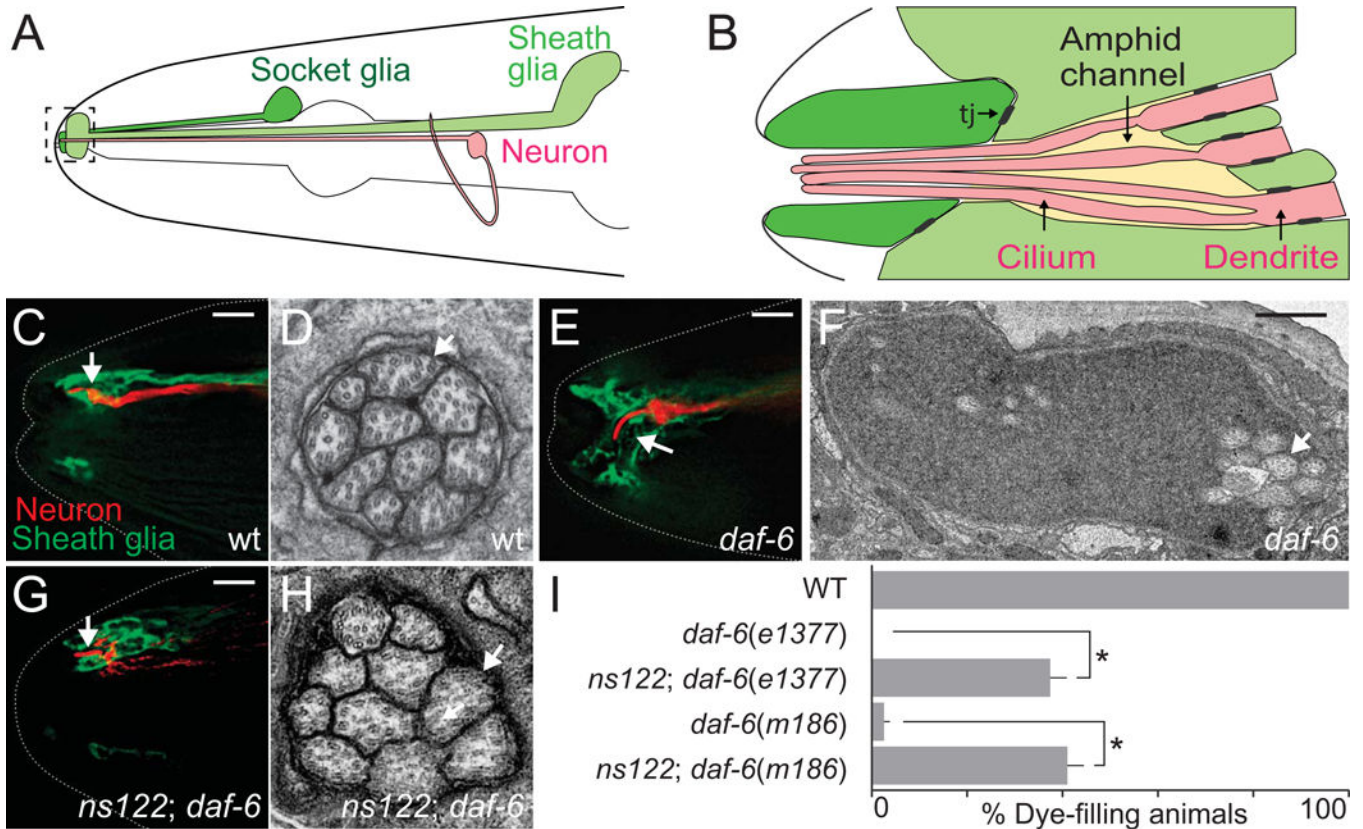 A
Socket glia
Sheath
glia
Neuron
B
Amphid
channel
tj
Cilium
Dendrite
C
Neuron
Sheath glia
wt
D
wt
E
daf-6
F
daf-6
G
ns122; daf-6
H
ns122; daf-6
I
WT
daf-6(e1377)
ns122; daf-6(e1377)
*
daf-6(m186)
ns122; daf-6(m186)
*
0
100
% Dye-filling animals